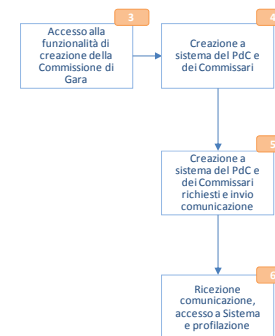 3
Accesso alla
funzionalità di
creazione della
Commissione di
Gara
4
Creazione a
sistema del PdC e
dei Commissari
5
Creazione a
sistema del PdC e
dei Commissari
richiesti e invio
comunicazione
6
Ricezione
comunicazione,
accesso a Sistema
e profilazione